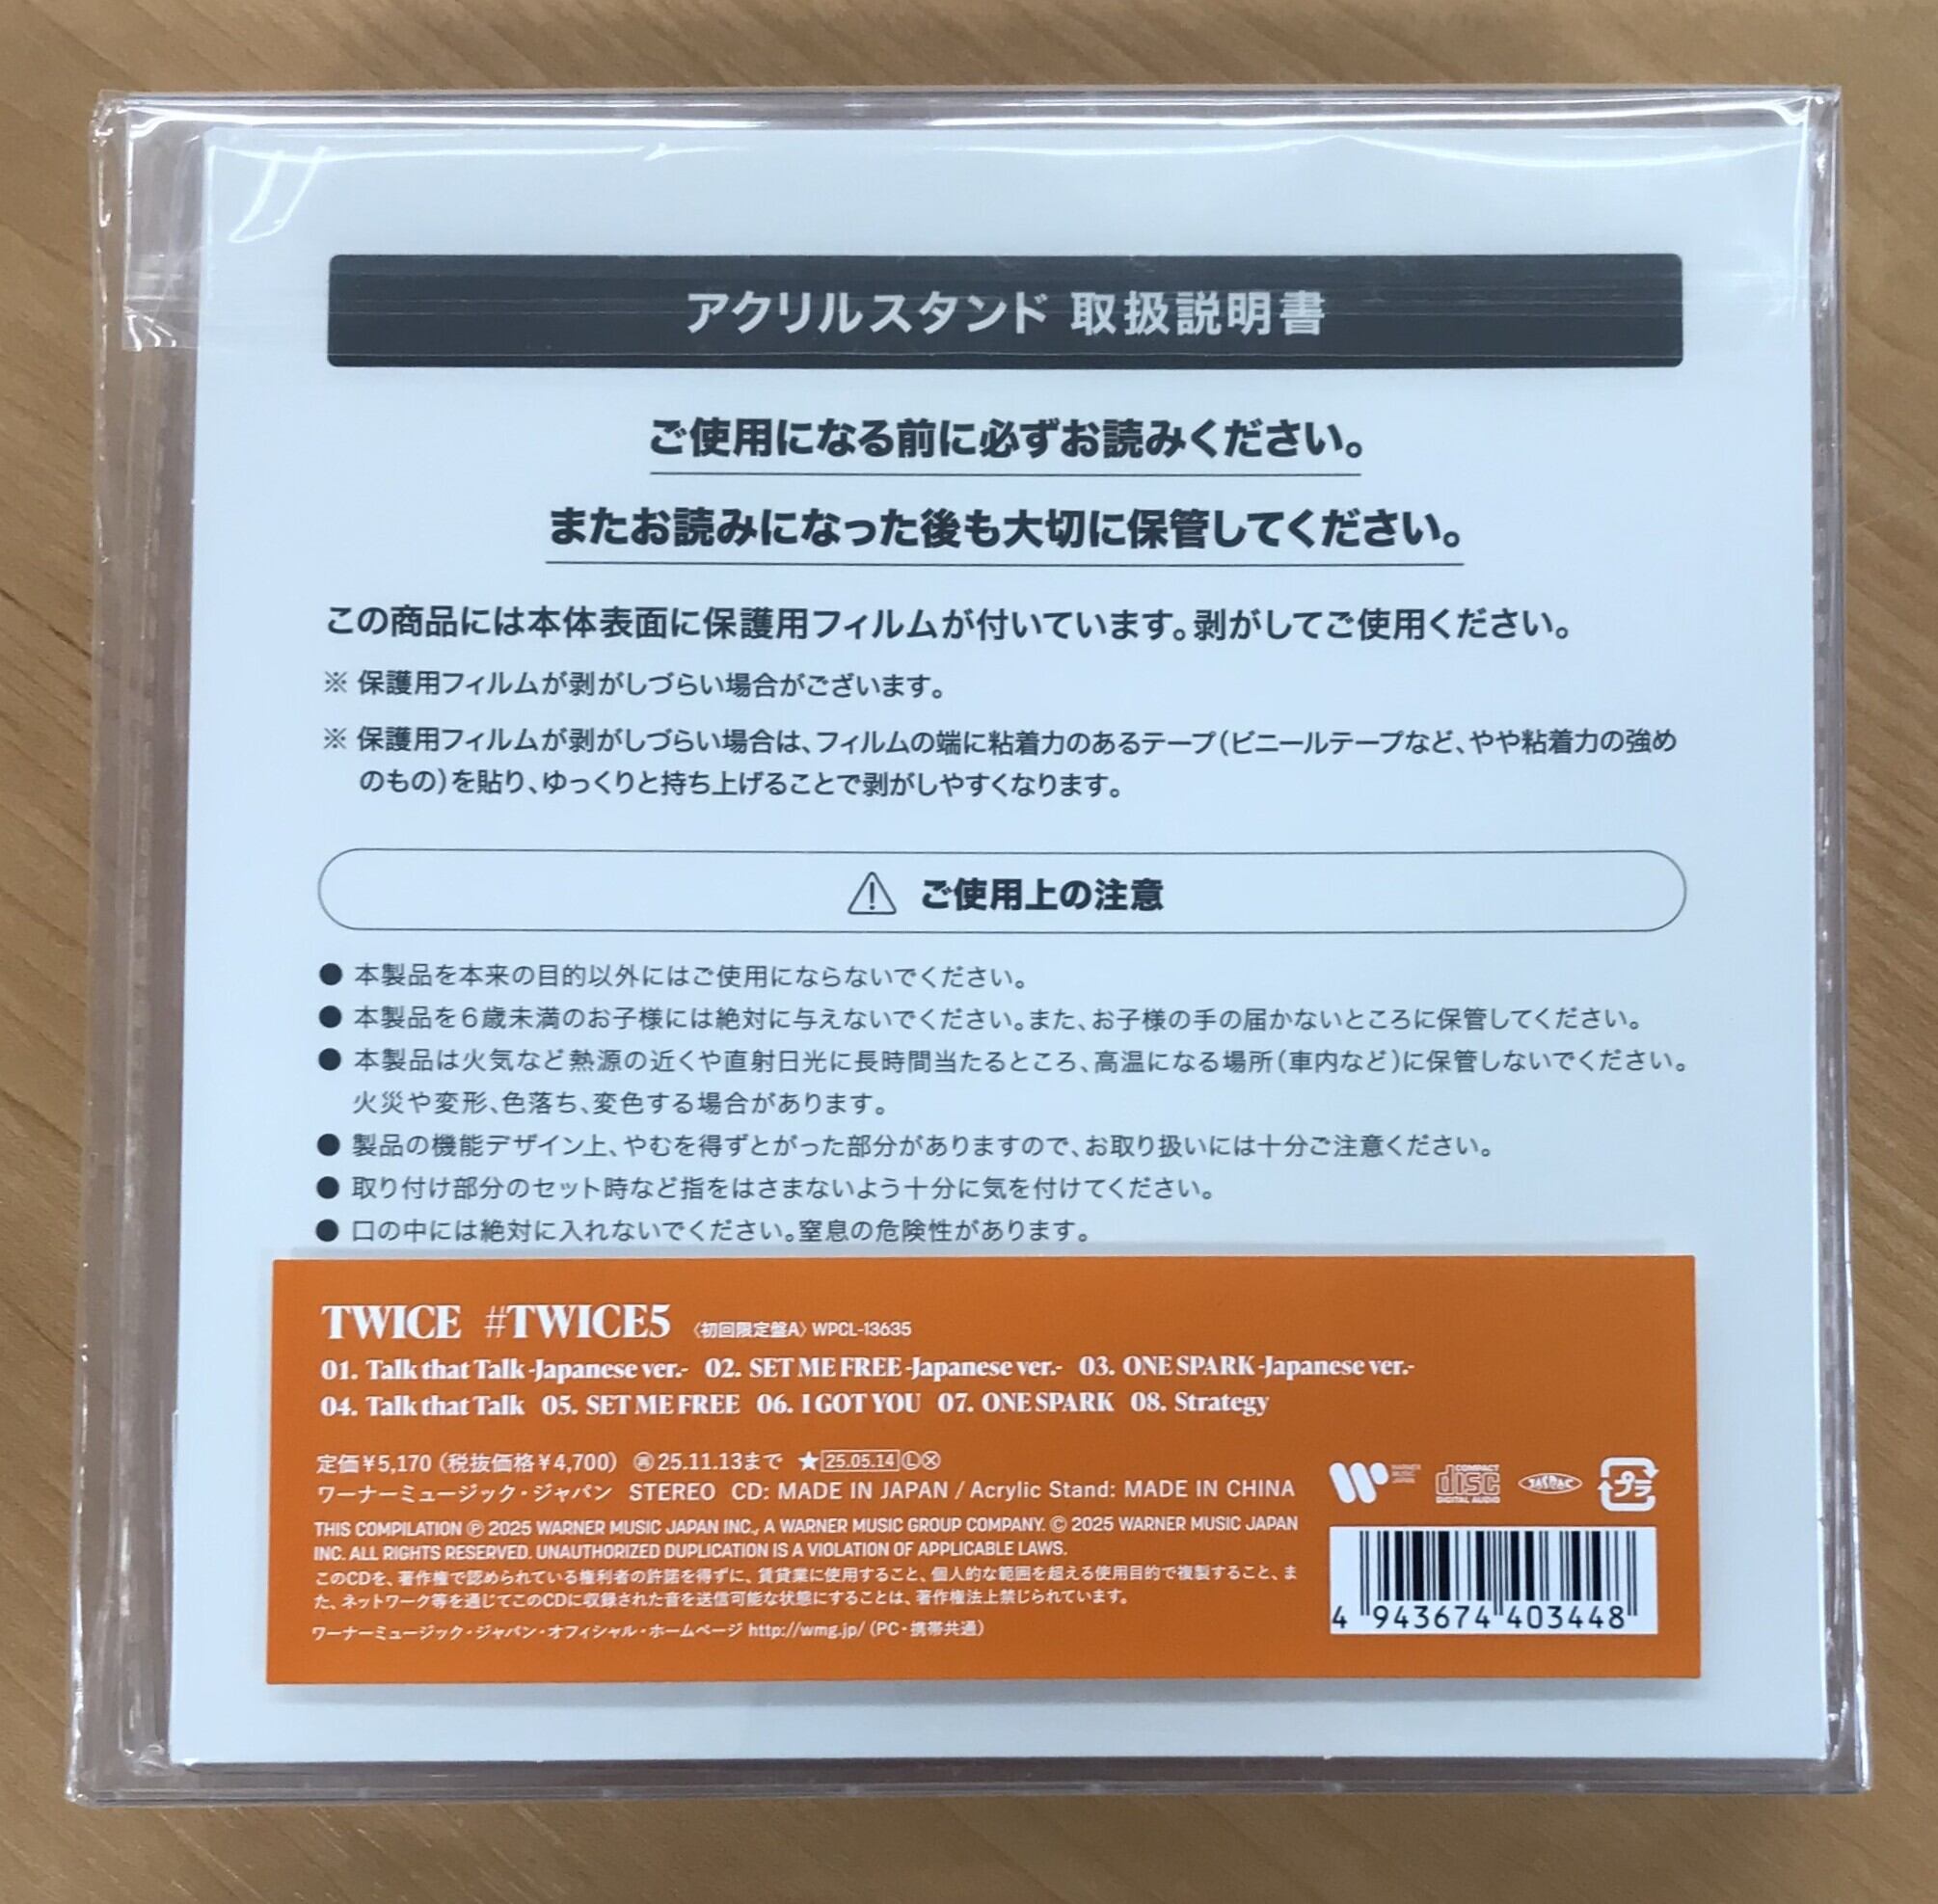 アクリルスタンド 取扱説明書
ご使用になる前に必ずお読みください。
またお読みになった後も大切に保管してください。
この商品には本体表面に保護用フィルムが付いています。剥がしてご使用ください。
※ 保護用フィルムが剥がしづらい場合がございます。
※ 保護用フィルムが剥がしづらい場合は、フィルムの端に粘着力のあるテープ(ビニールテープなど、やや粘着力の強め
のもの)を貼り、ゆっくりと持ち上げることで剥がしやすくなります。
⚠ ご使用上の注意
● 本製品を本来の目的以外にはご使用にならないでください。
● 本製品を6歳未満のお子様には絶対に与えないでください。また、お子様の手の届かないところに保管してください。
● 本製品は火気など熱源の近くや直射日光に長時間当たるところ、高温になる場所(車内など)に保管しないでください。
火災や変形、色落ち、変色する場合があります。
● 製品の機能デザイン上、やむを得ずとがった部分がありますので、お取り扱いには十分ご注意ください。
● 取り付け部分のセット時など指をはさまないよう十分に気を付けてください。
● 口の中には絶対に入れないでください。窒息の危険性があります。
TWICE #TWICE5 〈初回限定盤A〉 WPCL-13635
01. Talk that Talk -Japanese ver.- 02. SET ME FREE -Japanese ver.- 03. ONE SPARK -Japanese ver.-
04. Talk that Talk 05. SET ME FREE 06. I GOT YOU 07. ONE SPARK 08. Strategy
定価¥5,170 (税抜価格¥4,700) ㊢25.11.13まで ★25.05.14ⓁⓍ
ワーナーミュージック・ジャパン STEREO CD: MADE IN JAPAN / Acrylic Stand: MADE IN CHINA
THIS COMPILATION Ⓟ 2025 WARNER MUSIC JAPAN INC., A WARNER MUSIC GROUP COMPANY. © 2025 WARNER MUSIC JAPAN
INC. ALL RIGHTS RESERVED. UNAUTHORIZED DUPLICATION IS A VIOLATION OF APPLICABLE LAWS.
このCDを、著作権で認められている権利者の許諾を得ずに、賃貸業に使用すること、個人的な範囲を超える使用目的で複製すること、ま
た、ネットワーク等を通じてこのCDに収録された音を送信可能な状態にすることは、著作権法上禁じられています。
ワーナーミュージック・ジャパン・オフィシャル・ホームページ http://wmg.jp/ (PC・携帯共通)
WARNER MUSIC JAPAN
COMPACT disc DIGITAL AUDIO
JASRAC
プラ
4 943674 403448